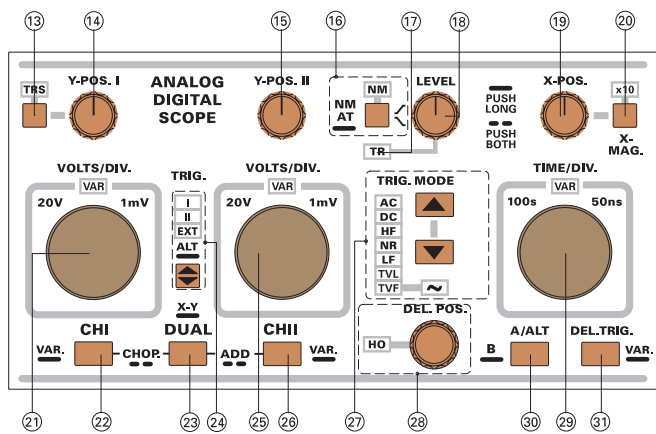 13 14 15 16 17 18 19 20
TRS
Y-POS. I
ANALOG
DIGITAL
SCOPE
Y-POS. II
NM
AT
NM
LEVEL
TR
PUSH
LONG
PUSH
BOTH
X-POS.
x10
X-
MAG.
VOLTS/DIV.
VAR
20V 1mV
TRIG.
I
II
EXT
ALT
X-Y
VOLTS/DIV.
VAR
20V 1mV
TRIG. MODE
AC
DC
HF
NR
LF
TVL
TVF
~
TIME/DIV.
VAR
100s 50ns
DEL. POS.
HO
VAR.
CHI
CHOP.
DUAL
ADD
CHII
VAR.
B
A/ALT
DEL.TRIG.
VAR.
21 22 23 24 25 26 27 28 30 29 31